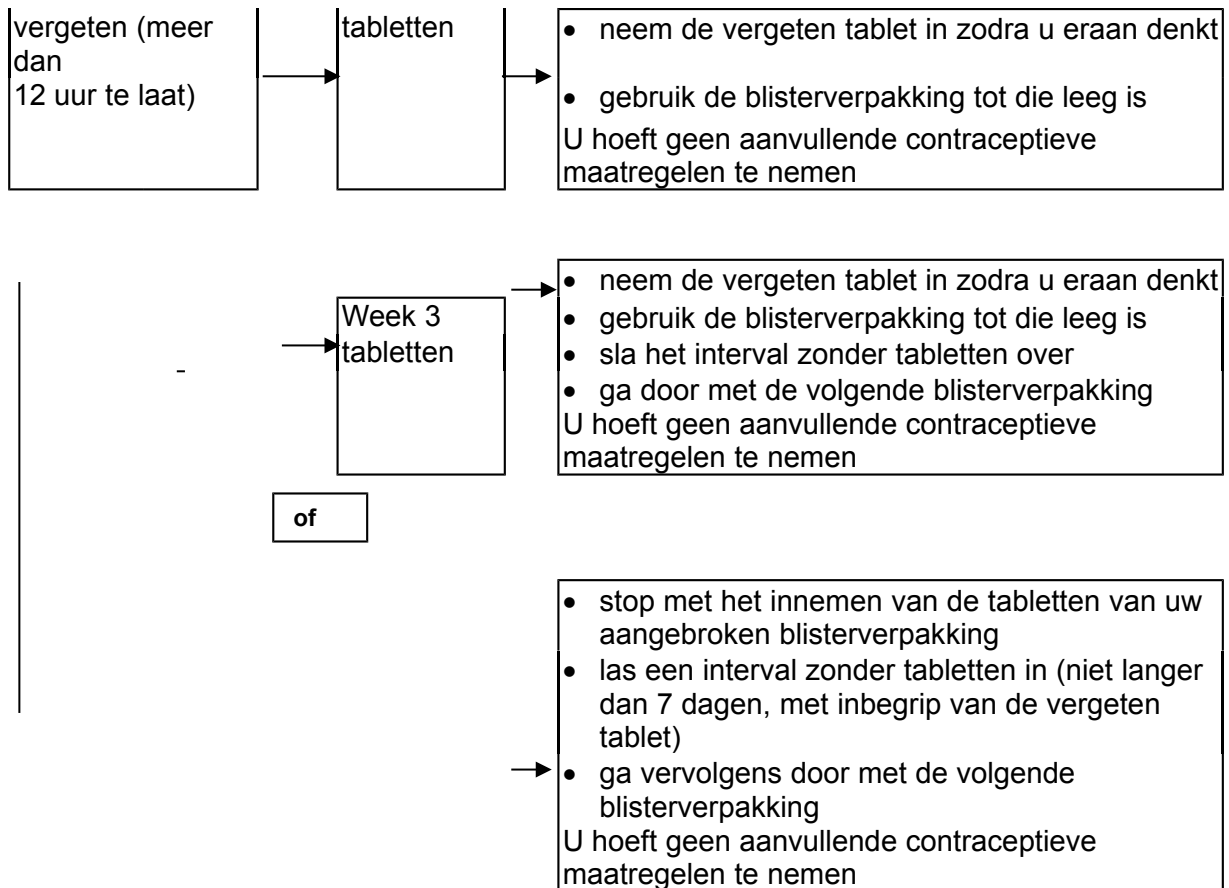 vergeten (meer
dan
12 uur te laat)
tabletten
• neem de vergeten tablet in zodra u eraan denkt
• gebruik de blisterverpakking tot die leeg is
U hoeft geen aanvullende contraceptieve
maatregelen te nemen
Week 3
tabletten
• neem de vergeten tablet in zodra u eraan denkt
• gebruik de blisterverpakking tot die leeg is
• sla het interval zonder tabletten over
• ga door met de volgende blisterverpakking
U hoeft geen aanvullende contraceptieve
maatregelen te nemen
of
• stop met het innemen van de tabletten van uw
aangebroken blisterverpakking
• las een interval zonder tabletten in (niet langer
dan 7 dagen, met inbegrip van de vergeten
tablet)
• ga vervolgens door met de volgende
blisterverpakking
U hoeft geen aanvullende contraceptieve
maatregelen te nemen